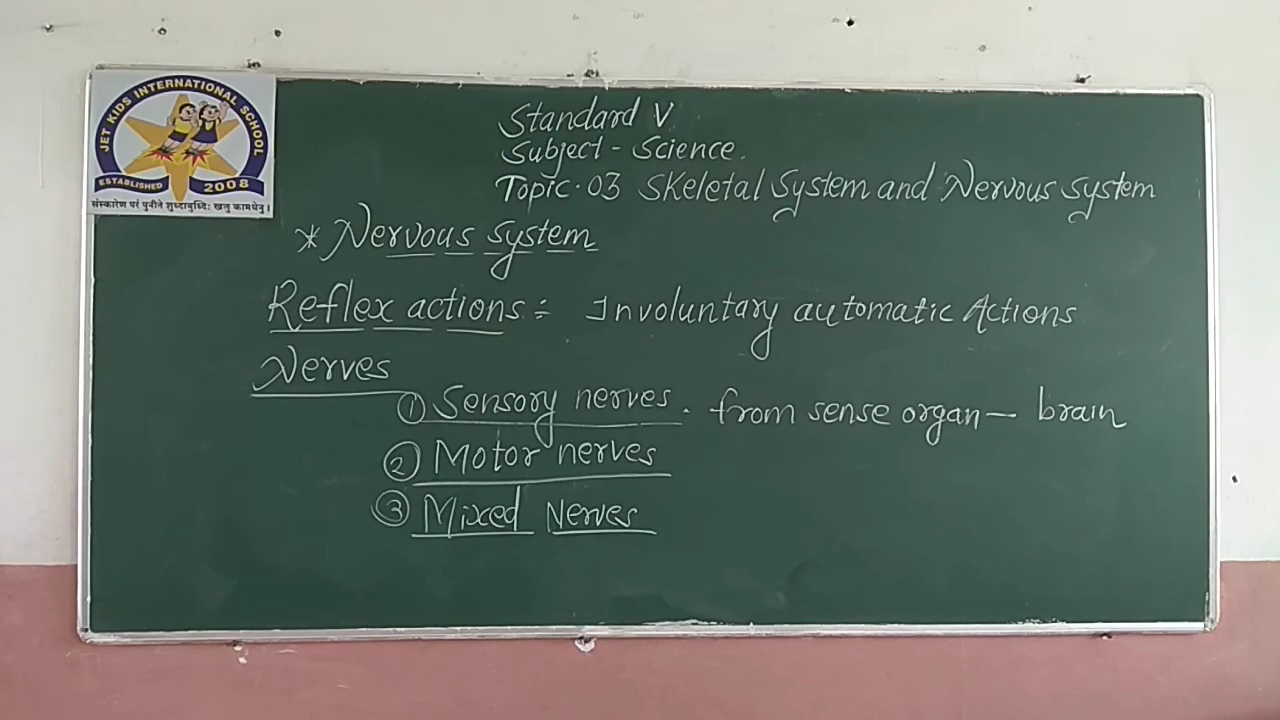 JET KIDS INTERNATIONAL SCHOOL
ESTABLISHED 2008
संस्कारेण परं पुनीते शुध्दाबुध्दिः खलु कामधेनु।
Standard V
Subject - Science.
Topic.03 Skeletal System and Nervous System
* Nervous system
Reflex actions :- Involuntary automatic Actions
Nerves
① Sensory nerves. from sense organ — brain
② Motor nerves
③ Mixed Nerves